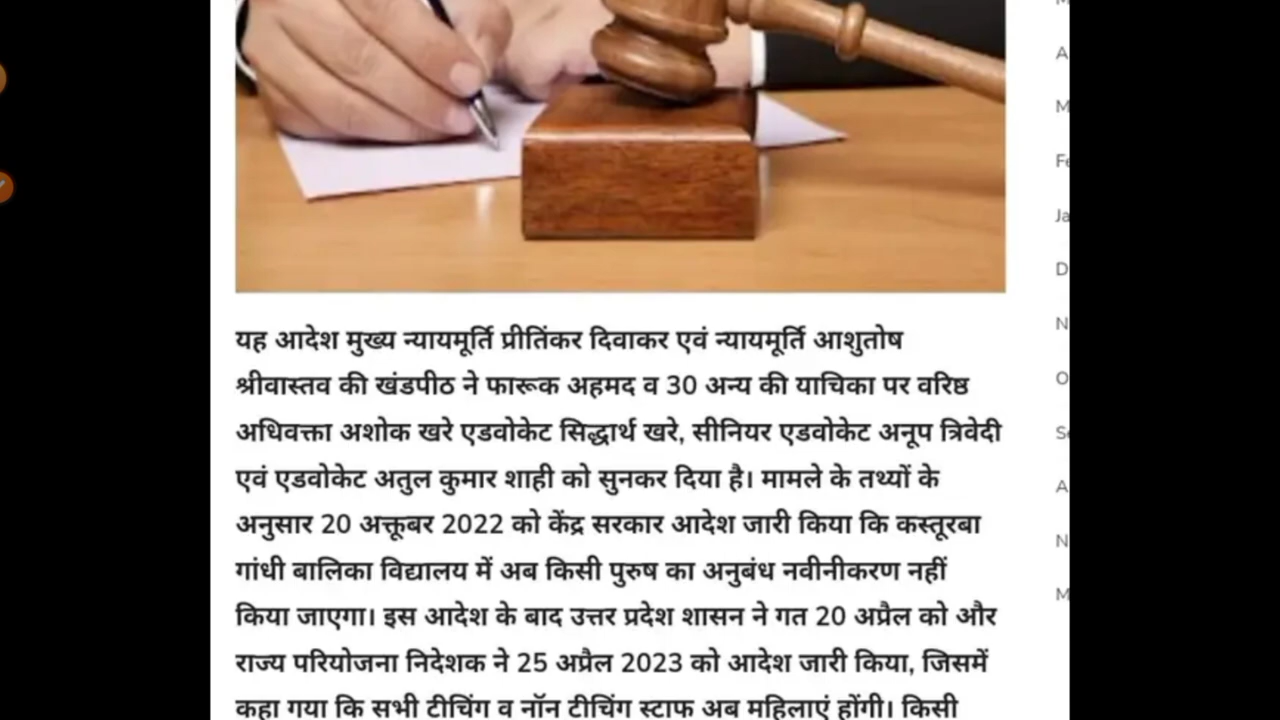 यह आदेश मुख्य न्यायमूर्ति प्रीतिंकर दिवाकर एवं न्यायमूर्ति आशुतोष
श्रीवास्तव की खंडपीठ ने फारूक अहमद व 30 अन्य की याचिका पर वरिष्ठ
अधिवक्ता अशोक खरे एडवोकेट सिद्धार्थ खरे, सीनियर एडवोकेट अनूप त्रिवेदी
एवं एडवोकेट अतुल कुमार शाही को सुनकर दिया है। मामले के तथ्यों के
अनुसार 20 अक्तूबर 2022 को केंद्र सरकार आदेश जारी किया कि कस्तूरबा
गांधी बालिका विद्यालय में अब किसी पुरुष का अनुबंध नवीनीकरण नहीं
किया जाएगा। इस आदेश के बाद उत्तर प्रदेश शासन ने गत 20 अप्रैल को और
राज्य परियोजना निदेशक ने 25 अप्रैल 2023 को आदेश जारी किया, जिसमें
कहा गया कि सभी टीचिंग व नॉन टीचिंग स्टाफ अब महिलाएं होंगी। किसी